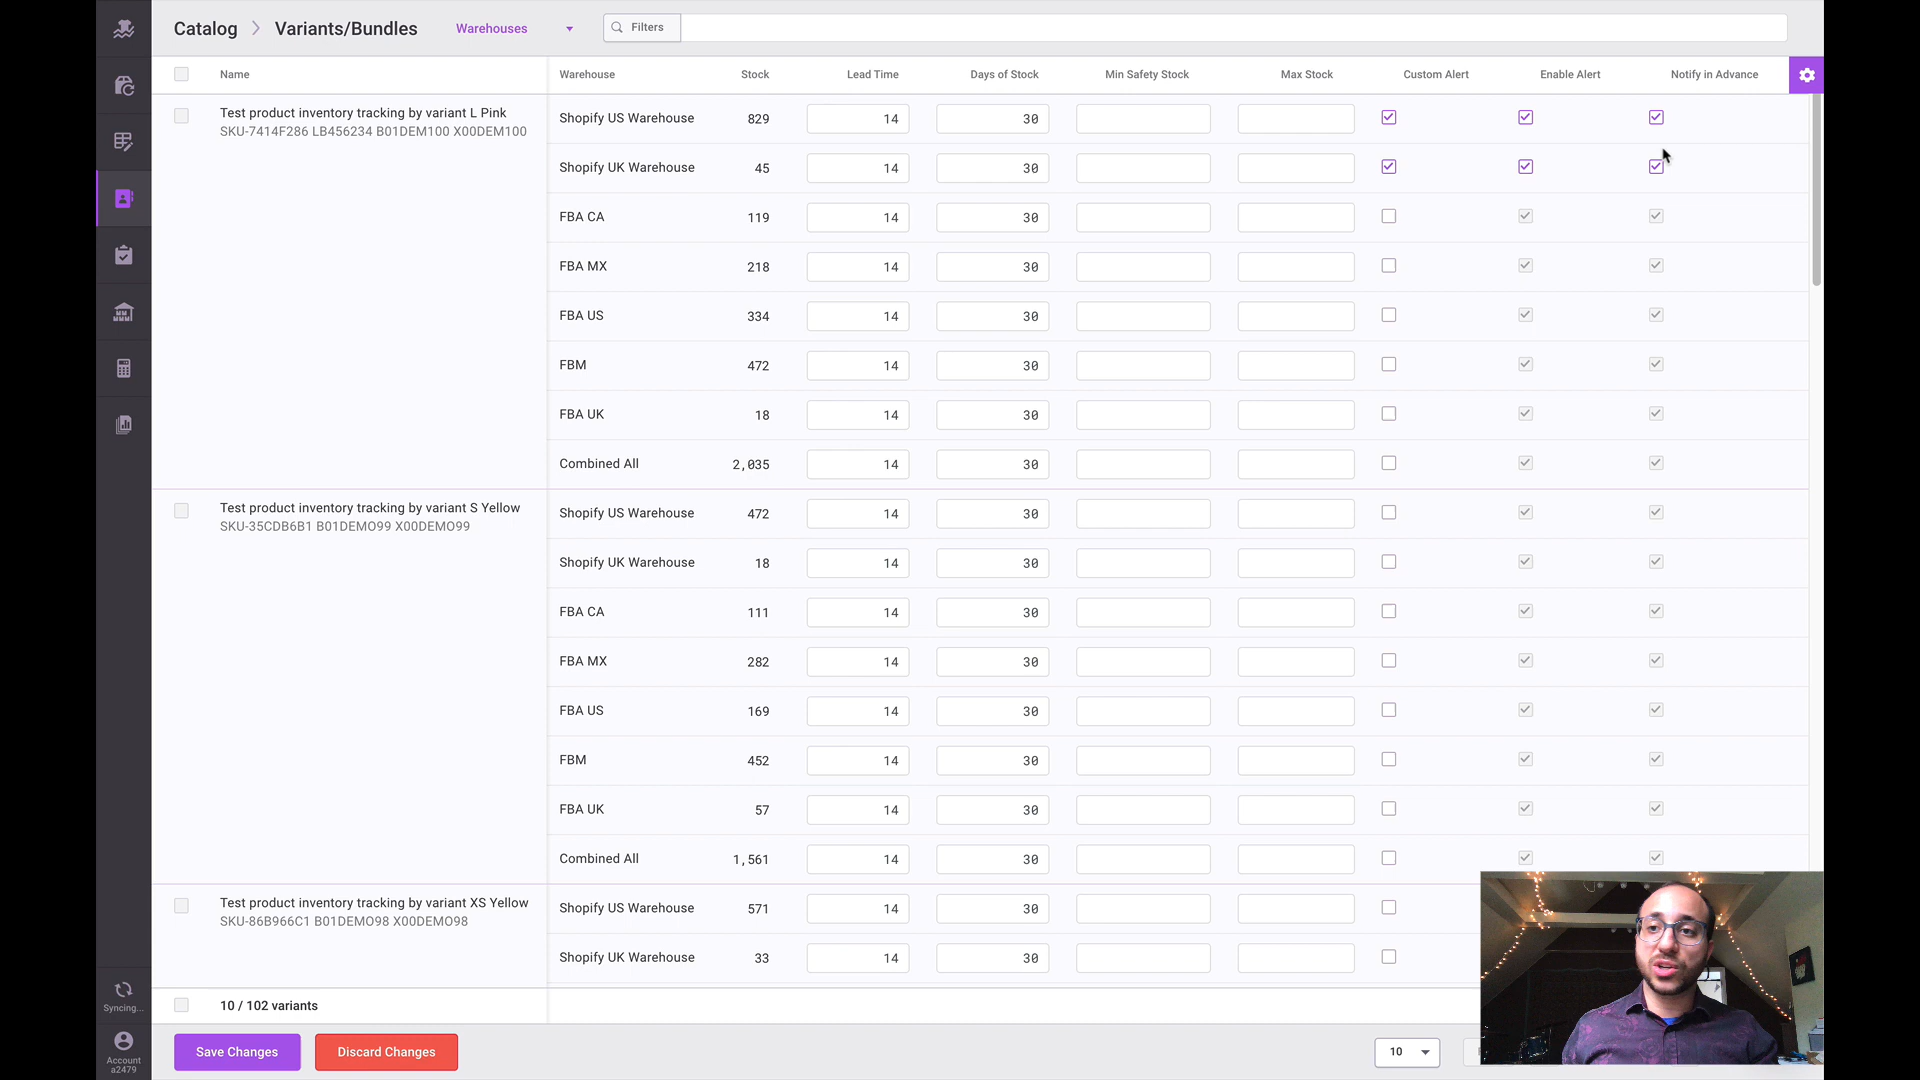 Catalog > Variants/Bundles Warehouses Filters
Name Warehouse Stock Lead Time Days of Stock Min Safety Stock Max Stock Custom Alert Enable Alert Notify in Advance
Test product inventory tracking by variant L Pink
SKU-7414F286 LB456234 B01DEM100 X00DEM100
Shopify US Warehouse 829 14 30
Shopify UK Warehouse 45 14 30
FBA CA 119 14 30
FBA MX 218 14 30
FBA US 334 14 30
FBM 472 14 30
FBA UK 18 14 30
Combined All 2,035 14 30
Test product inventory tracking by variant S Yellow
SKU-35CDB6B1 B01DEMO99 X00DEMO99
Shopify US Warehouse 472 14 30
Shopify UK Warehouse 18 14 30
FBA CA 111 14 30
FBA MX 282 14 30
FBA US 169 14 30
FBM 452 14 30
FBA UK 57 14 30
Combined All 1,561 14 30
Test product inventory tracking by variant XS Yellow
SKU-86B966C1 B01DEMO98 X00DEMO98
Shopify US Warehouse 571 14 30
Shopify UK Warehouse 33 14 30
Syncing...
10 / 102 variants
Account
a2479
Save Changes Discard Changes 10